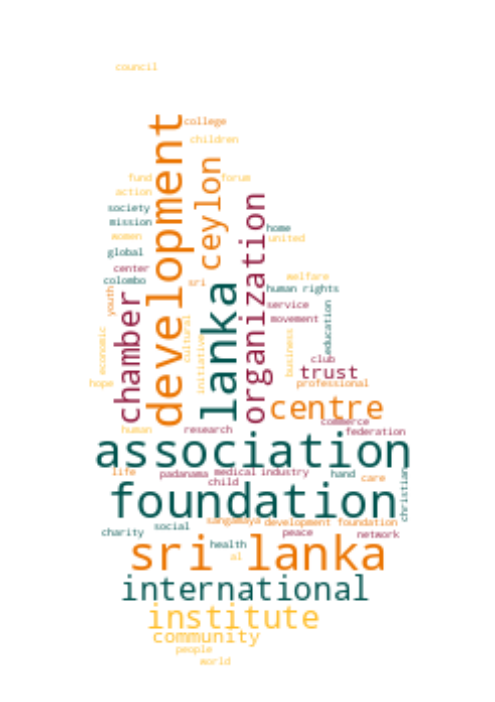 council
development
college
children
ceylon
fund
forum
action
organization
society
mission
home
women
united
global
center
colombo
sri
lanka
welfare
youth
human rights
chamber
service
education
movement
cultural
economic
business
initiative
club
trust
hope
professional
centre
commerce
human
research
federation
association
life
padanama
medical
industry
hand
care
child
christian
foundation
sangamaya
development foundation
social
charity
peace
network
sri lanka
health
al
international
institute
community
people
world